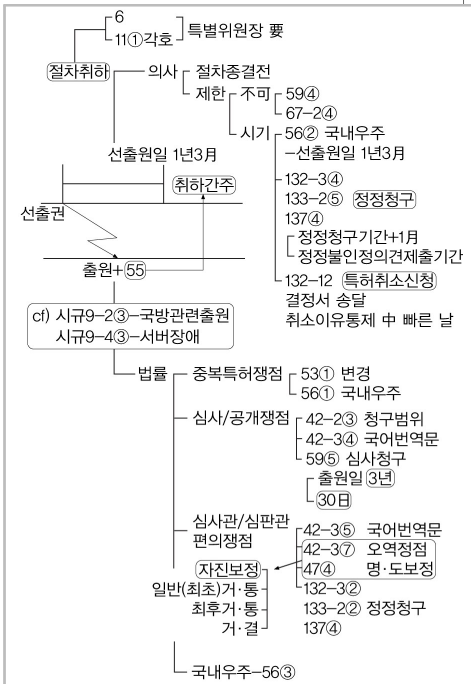 6
11①각호
특별위원장 要
절차취하
의사
절차종결전
제한
不可
59④
67-2④
시기
56② 국내우주
-선출원일 1년3月
132-3④
133-2⑤ 정정청구
137④
정정청구기간+1月
정정불인정의견제출기간
132-12 특허취소신청
결정서 송달
취소이유통제 中 빠른 날
선출원일 1년3月
취하간주
선출권
출원+55
cf) 시규9-2③-국방관련출원
시규9-4③-서버장애
법률
중복특허쟁점
53① 변경
56① 국내우주
심사/공개쟁점
42-2③ 청구범위
42-3④ 국어번역문
59⑤ 심사청구
출원일 3년
30日
심사관/심판관
편의쟁점
42-3⑤ 국어번역문
42-3⑦ 오역정점
47④ 명·도보정
132-3②
133-2② 정정청구
137④
자진보정
일반(최초)거·통
최후거·통
거·결
국내우주-56③